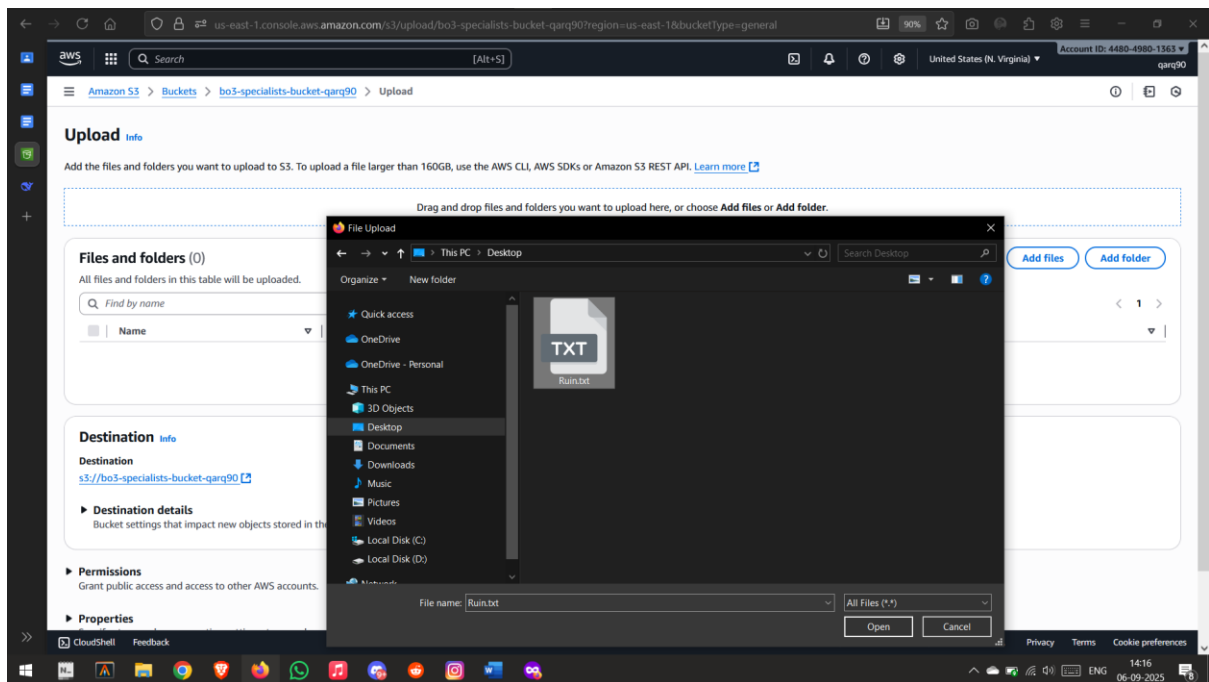 us-east-1.console.aws.amazon.com/s3/upload/bo3-specialists-bucket-qarq90?region=us-east-1&bucketType=general
90%
aws
Search
[Alt+S]
United States (N. Virginia)
Account ID: 4480-4980-1363
qarq90
Amazon S3 > Buckets > bo3-specialists-bucket-qarq90 > Upload
Upload Info
Add the files and folders you want to upload to S3. To upload a file larger than 160GB, use the AWS CLI, AWS SDKs or Amazon S3 REST API. Learn more
Drag and drop files and folders you want to upload here, or choose Add files or Add folder.
Files and folders (0)
All files and folders in this table will be uploaded.
Add files
Add folder
Find by name
< 1 >
Name
File Upload
This PC > Desktop
Search Desktop
Organize
New folder
Quick access
OneDrive
OneDrive - Personal
This PC
3D Objects
Desktop
Documents
Downloads
Music
Pictures
Videos
Local Disk (C:)
Local Disk (D:)
TXT
Ruin.txt
File name: Ruin.txt
All Files (*.*)
Open
Cancel
Destination Info
Destination
s3://bo3-specialists-bucket-qarq90
Destination details
Bucket settings that impact new objects stored in the
Permissions
Grant public access and access to other AWS accounts.
Properties
CloudShell
Feedback
Privacy
Terms
Cookie preferences
ENG
14:16
06-09-2025